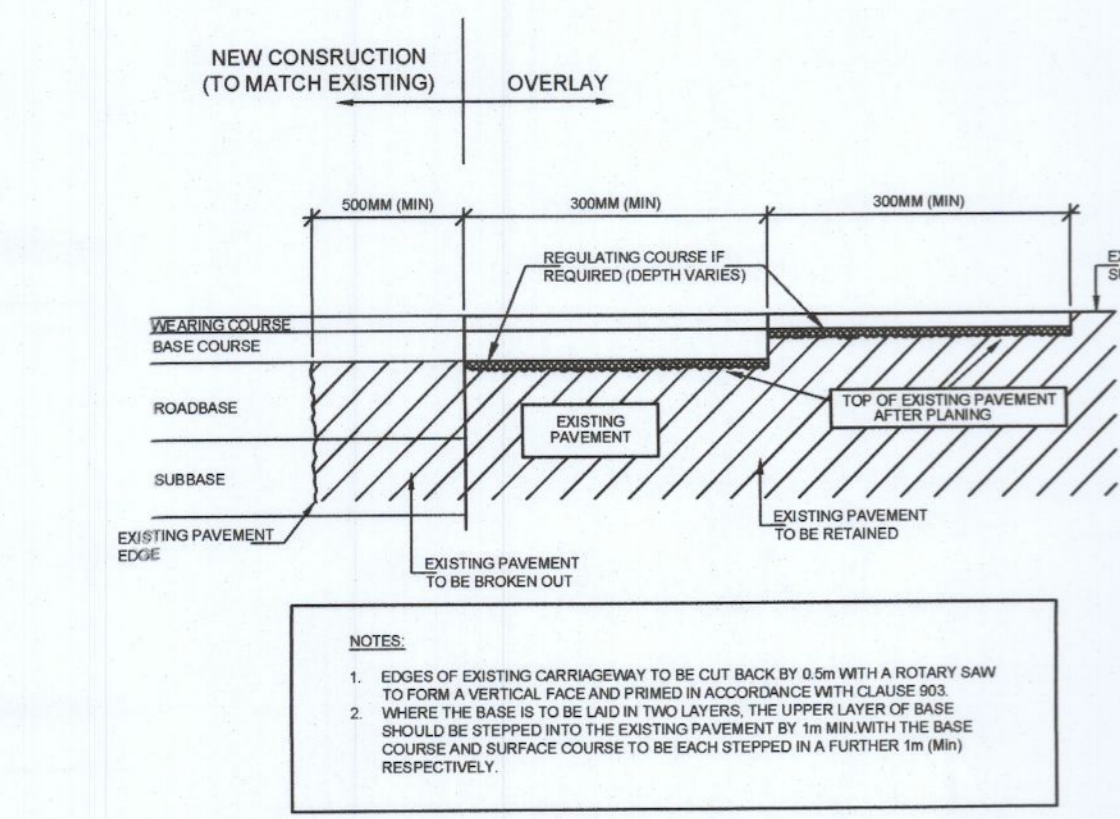 NEW CONSRUCTION
(TO MATCH EXISTING)
OVERLAY
500MM (MIN)
300MM (MIN)
300MM (MIN)
REGULATING COURSE IF
REQUIRED (DEPTH VARIES)
WEARING COURSE
BASE COURSE
ROADBASE
EXISTING
PAVEMENT
TOP OF EXISTING PAVEMENT
AFTER PLANING
SUBBASE
EXISTING PAVEMENT
EDGE
EXISTING PAVEMENT
TO BE RETAINED
EXISTING PAVEMENT
TO BE BROKEN OUT
NOTES:
1. EDGES OF EXISTING CARRIAGEWAY TO BE CUT BACK BY 0.5m WITH A ROTARY SAW
TO FORM A VERTICAL FACE AND PRIMED IN ACCORDANCE WITH CLAUSE 903.
2. WHERE THE BASE IS TO BE LAID IN TWO LAYERS, THE UPPER LAYER OF BASE
SHOULD BE STEPPED INTO THE EXISTING PAVEMENT BY 1m MIN.WITH THE BASE
COURSE AND SURFACE COURSE TO BE EACH STEPPED IN A FURTHER 1m (Min)
RESPECTIVELY.